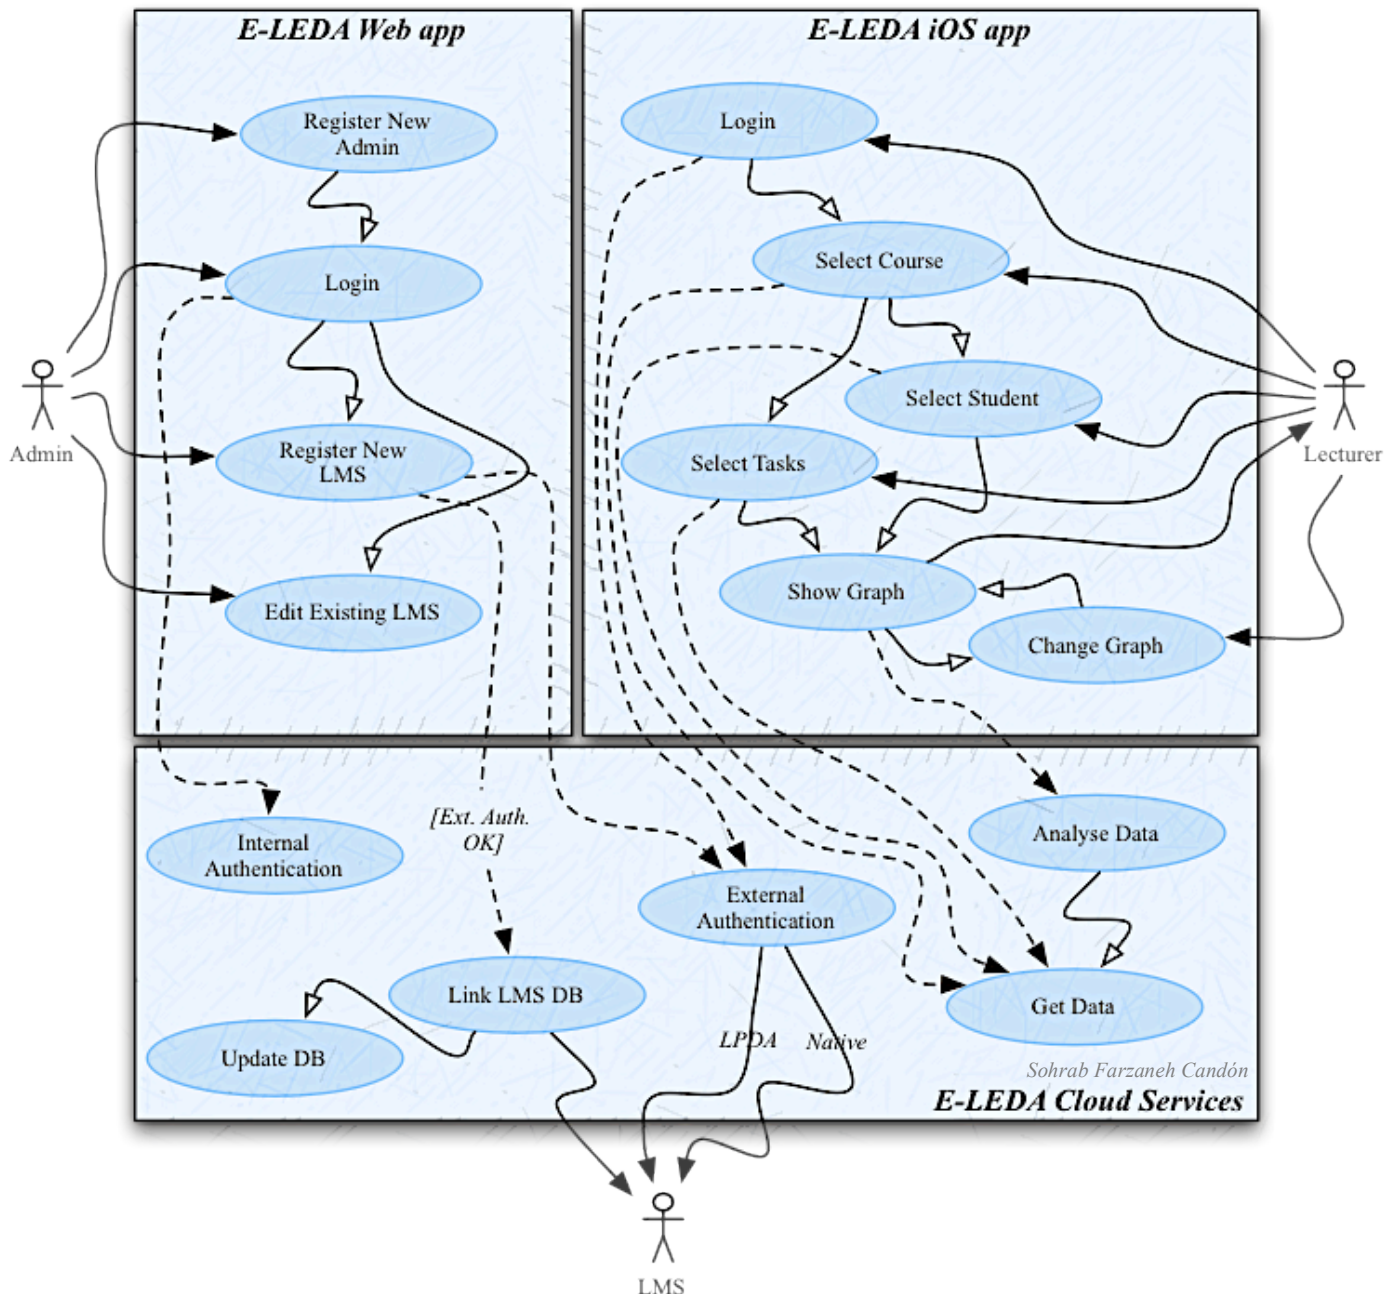 E-LEDA Web app
E-LEDA iOS app
Register New
Admin
Login
Login
Select Course
Select Student
Admin
Lecturer
Register New
LMS
Select Tasks
Edit Existing LMS
Show Graph
Change Graph
[Ext. Auth.
OK]
Internal
Authentication
Analyse Data
External
Authentication
Link LMS DB
Get Data
Update DB
LPDA
Native
Sohrab Farzaneh Candón
E-LEDA Cloud Services
LMS